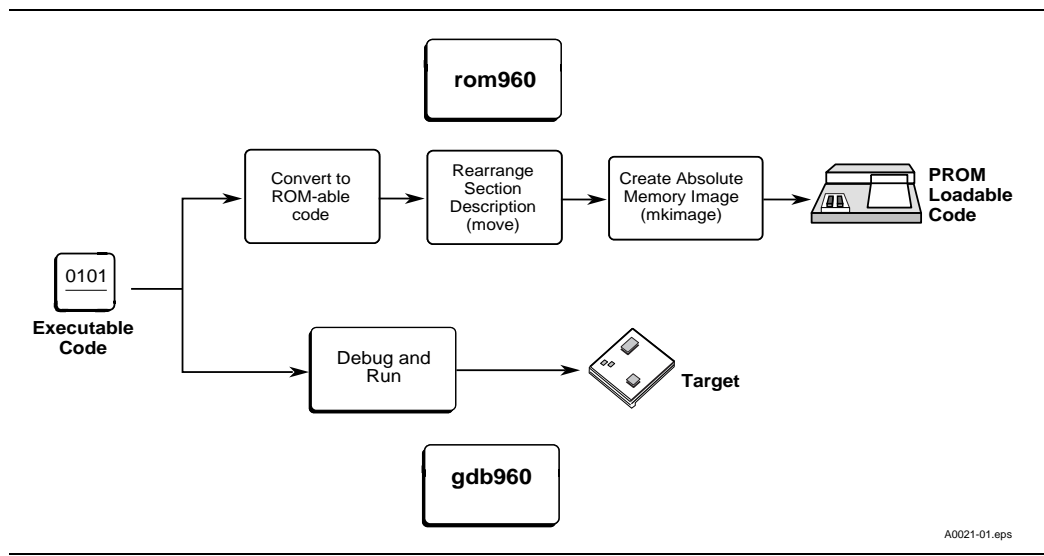 rom960
Convert to
ROM-able
code
Rearrange
Section
Description
(move)
Create Absolute
Memory Image
(mkimage)
PROM
Loadable
Code
0101
Executable
Code
Debug and
Run
Target
gdb960
A0021-01.eps